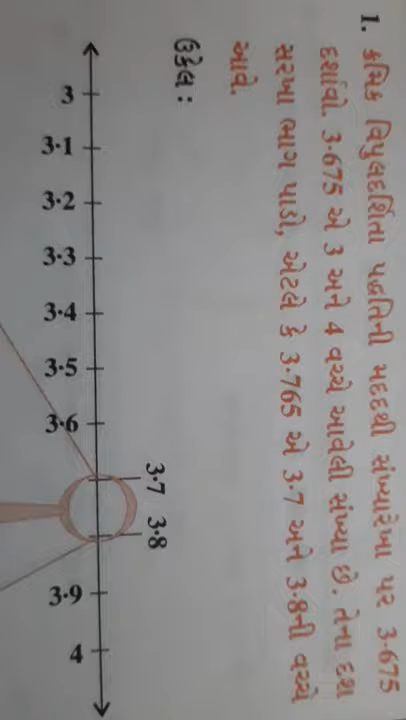 1. ક્રમિક વિપુલદર્શિતા પદ્ધતિની મદદથી સંખ્યારેખા પર 3·675
દર્શાવો. 3·675 એ 3 અને 4 વચ્ચે આવેલી સંખ્યા છે. તેના દશ
સરખા ભાગ પાડો, એટલે કે 3·765 એ 3·7 અને 3·8ની વચ્ચે
આવે.
ઉકેલ :
3·7 3·8
3 3·1 3·2 3·3 3·4 3·5 3·6 3·9 4